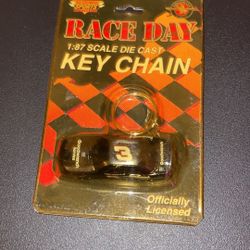 RACE DAY
1:87 SCALE DIE CAST
KEY CHAIN
3
Officially
Licensed